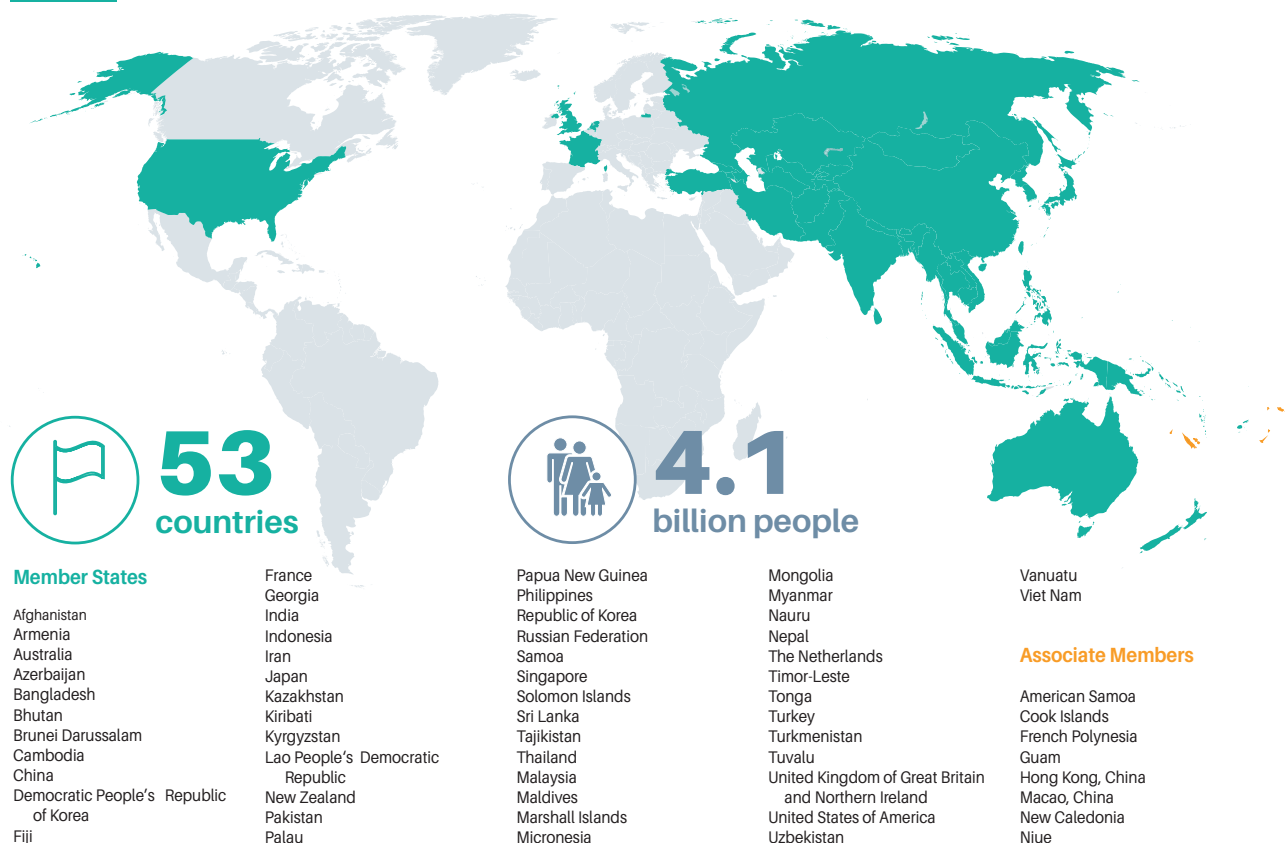 53
countries
4.1
billion people
Member States
Afghanistan
Armenia
Australia
Azerbaijan
Bangladesh
Bhutan
Brunei Darussalam
Cambodia
China
Democratic People's Republic
of Korea
Fiji
France
Georgia
India
Indonesia
Iran
Japan
Kazakhstan
Kiribati
Kyrgyzstan
Lao People's Democratic
Republic
New Zealand
Pakistan
Palau
Papua New Guinea
Philippines
Republic of Korea
Russian Federation
Samoa
Singapore
Solomon Islands
Sri Lanka
Tajikistan
Thailand
Malaysia
Maldives
Marshall Islands
Micronesia
Mongolia
Myanmar
Nauru
Nepal
The Netherlands
Timor-Leste
Tonga
Turkey
Turkmenistan
Tuvalu
United Kingdom of Great Britain
and Northern Ireland
United States of America
Uzbekistan
Vanuatu
Viet Nam
Associate Members
American Samoa
Cook Islands
French Polynesia
Guam
Hong Kong, China
Macao, China
New Caledonia
Niue